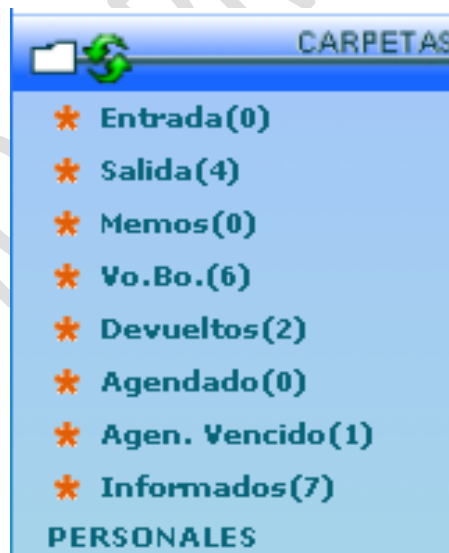 CARPETAS
Entrada(0)
Salida(4)
Memos(0)
Vo.Bo.(6)
Devueltos(2)
Agendado(0)
Agen. Vencido(1)
Informados(7)
PERSONALES